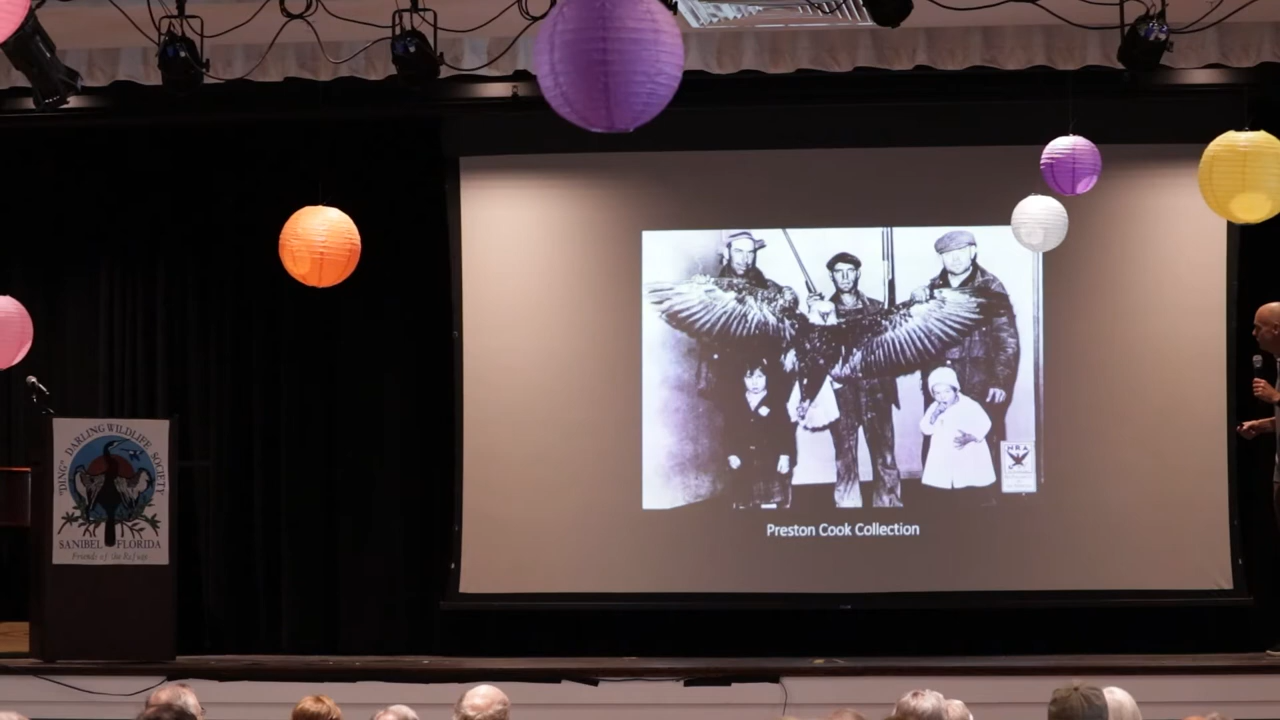 "DING" DARLING WILDLIFE SOCIETY
SANIBEL FLORIDA
Friends of the Refuge
NRA
Preston Cook Collection